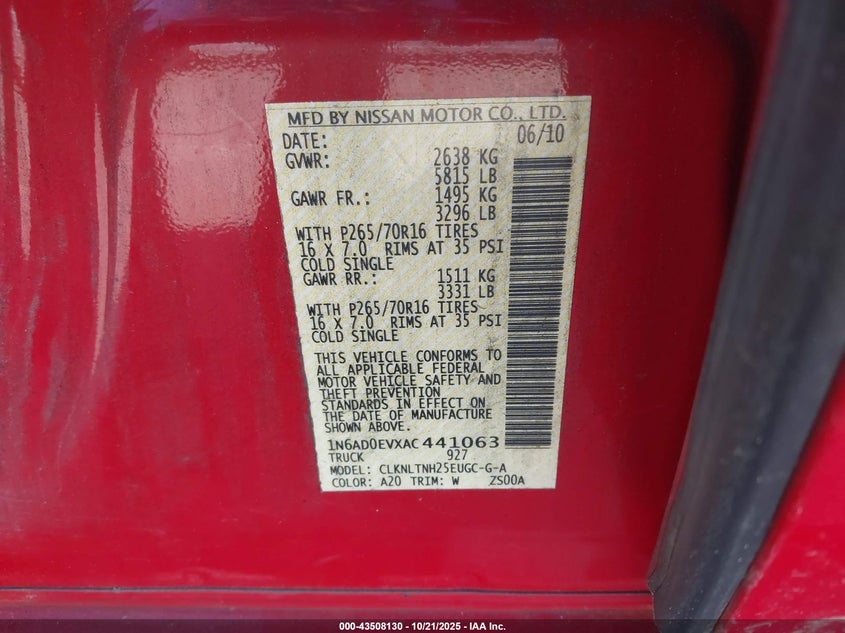 MFD BY NISSAN MOTOR CO., LTD.
DATE: 06/10
GVWR: 2638 KG
5815 LB
GAWR FR.: 1495 KG
3296 LB
WITH P265/70R16 TIRES
16 X 7.0 RIMS AT 35 PSI
COLD SINGLE
GAWR RR.: 1511 KG
3331 LB
WITH P265/70R16 TIRES
16 X 7.0 RIMS AT 35 PSI
COLD SINGLE
THIS VEHICLE CONFORMS TO
ALL APPLICABLE FEDERAL
MOTOR VEHICLE SAFETY AND
THEFT PREVENTION
STANDARDS IN EFFECT ON
THE DATE OF MANUFACTURE
SHOWN ABOVE.
1N6AD0EVXAC441063
TRUCK 927
MODEL: CLKNLTNH25EUGC-G-A
COLOR: A20 TRIM: W ZS00A
000-43508130 - 10/21/2025 - IAA Inc.